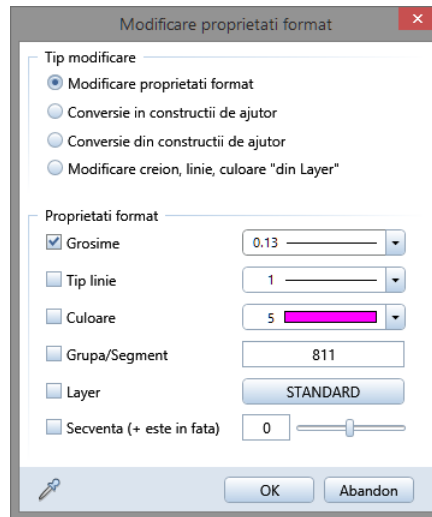 Modificare proprietati format
Tip modificare
Modificare proprietati format
Conversie in constructii de ajutor
Conversie din constructii de ajutor
Modificare creion, linie, culoare "din Layer"
Proprietati format
Grosime 0.13
Tip linie 1
Culoare 5
Grupa/Segment 811
Layer STANDARD
Secventa (+ este in fata) 0
OK Abandon